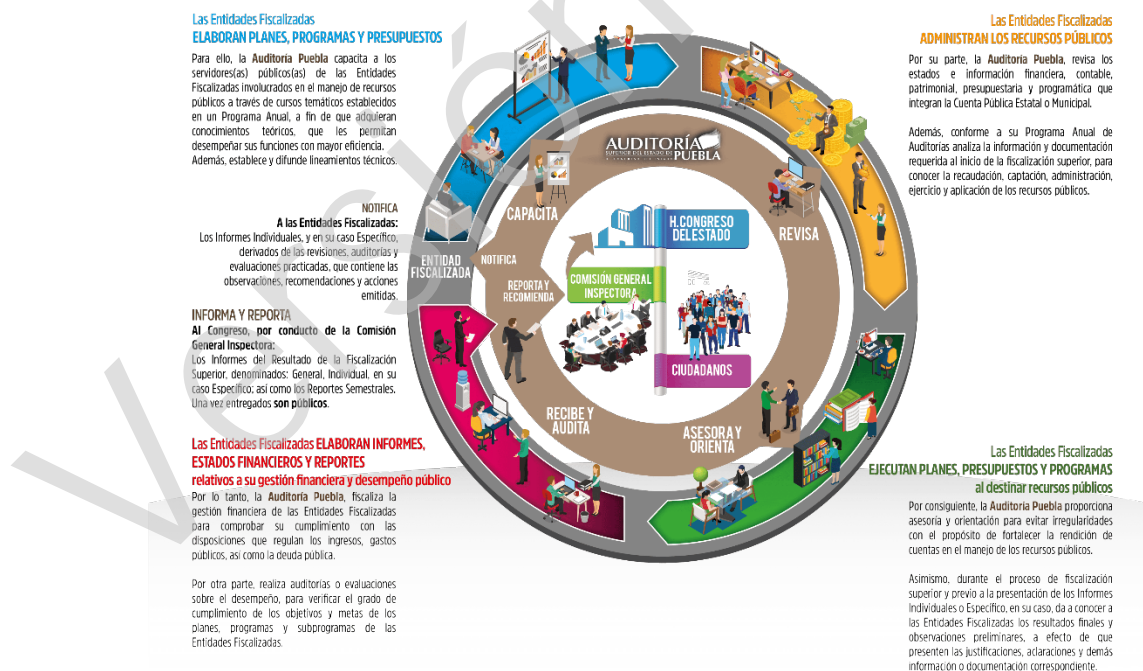 Las Entidades Fiscalizadas
ELABORAN PLANES, PROGRAMAS Y PRESUPUESTOS
Para ello, la Auditoría Puebla capacita a los
servidores(as) públicos(as) de las Entidades
Fiscalizadas involucrados en el manejo de recursos
públicos a través de cursos temáticos establecidos
en un Programa Anual, a fin de que adquieran
conocimientos teóricos, que les permitan
desempeñar sus funciones con mayor eficiencia.
Además, establece y difunde lineamientos técnicos.
NOTIFICA
A las Entidades Fiscalizadas:
Los Informes Individuales, y en su caso Específico,
derivados de las revisiones, auditorías y
evaluaciones practicadas, que contiene las
observaciones, recomendaciones y acciones
emitidas.
INFORMA Y REPORTA
Al Congreso, por conducto de la Comisión
General Inspectora:
Los Informes del Resultado de la Fiscalización
Superior, denominados: General, Individual, en su
caso Específico; así como los Reportes Semestrales.
Una vez entregados son públicos.
Las Entidades Fiscalizadas ELABORAN INFORMES,
ESTADOS FINANCIEROS Y REPORTES
relativos a su gestión financiera y desempeño público
Por lo tanto, la Auditoría Puebla, fiscaliza la
gestión financiera de las Entidades Fiscalizadas
para comprobar su cumplimiento con las
disposiciones que regulan los ingresos, gastos
públicos, así como la deuda pública.
Por otra parte, realiza auditorías o evaluaciones
sobre el desempeño, para verificar el grado de
cumplimiento de los objetivos y metas de los
planes, programas y subprogramas de las
Entidades Fiscalizadas.
AUDITORÍA
SUPERIOR DEL ESTADO DE
PUEBLA
CAPACITA
REVISA
ENTIDAD
FISCALIZADA
NOTIFICA
REPORTA Y
RECOMIENDA
H. CONGRESO
DEL ESTADO
COMISIÓN GENERAL
INSPECTORA
CIUDADANOS
RECIBE Y
AUDITA
ASESORA Y
ORIENTA
Las Entidades Fiscalizadas
ADMINISTRAN LOS RECURSOS PÚBLICOS
Por su parte, la Auditoría Puebla, revisa los
estados e información financiera, contable,
patrimonial, presupuestaria y programática que
integran la Cuenta Pública Estatal o Municipal.
Además, conforme a su Programa Anual de
Auditorías analiza la información y documentación
requerida al inicio de la fiscalización superior, para
conocer la recaudación, captación, administración,
ejercicio y aplicación de los recursos públicos.
Las Entidades Fiscalizadas
EJECUTAN PLANES, PRESUPUESTOS Y PROGRAMAS
al destinar recursos públicos
Por consiguiente, la Auditoría Puebla proporciona
asesoría y orientación para evitar irregularidades
con el propósito de fortalecer la rendición de
cuentas en el manejo de los recursos públicos.
Asimismo, durante el proceso de fiscalización
superior y previo a la presentación de los Informes
Individuales o Específico, en su caso, da a conocer a
las Entidades Fiscalizadas los resultados finales y
observaciones preliminares, a efecto de que
presenten las justificaciones, aclaraciones y demás
información o documentación correspondiente.
Versión